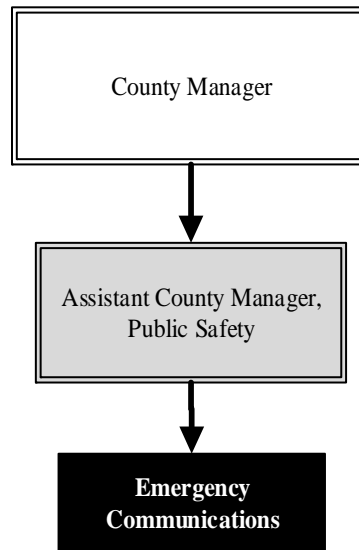 County Manager
Assistant County Manager,
Public Safety
Emergency
Communications